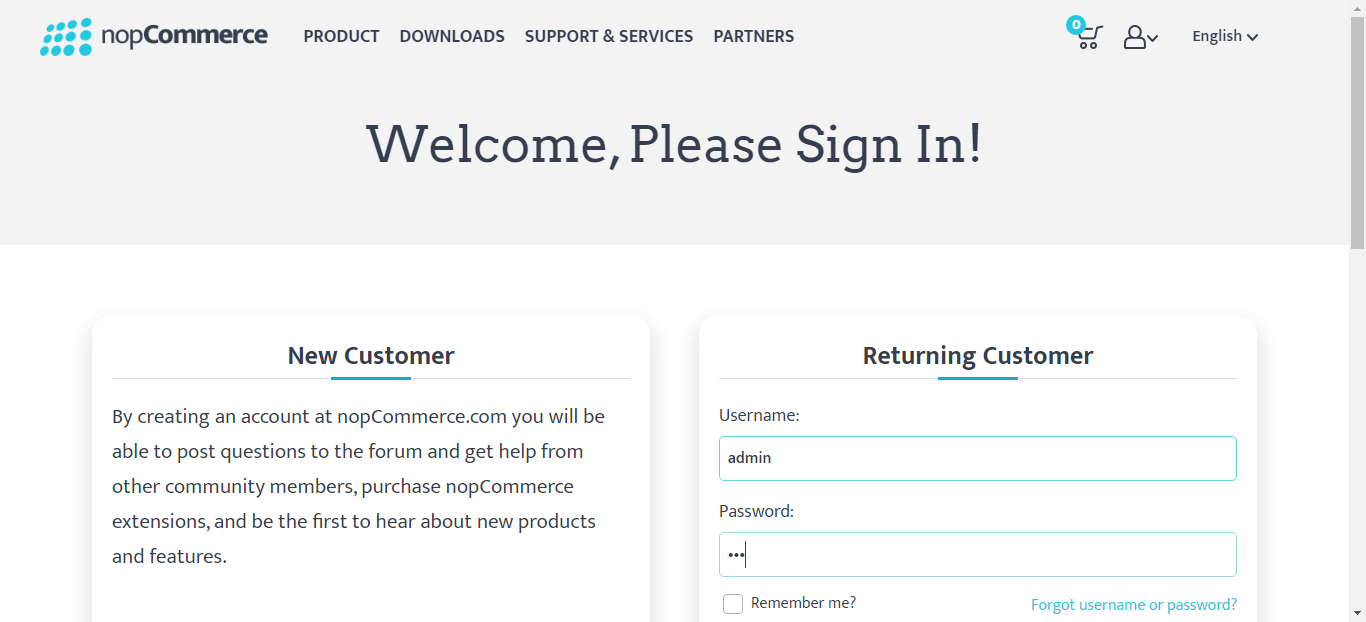 nopCommerce PRODUCT DOWNLOADS SUPPORT & SERVICES PARTNERS 0 English
Welcome, Please Sign In!
New Customer
By creating an account at nopCommerce.com you will be
able to post questions to the forum and get help from
other community members, purchase nopCommerce
extensions, and be the first to hear about new products
and features.
Returning Customer
Username:
admin
Password:
•••
Remember me? Forgot username or password?